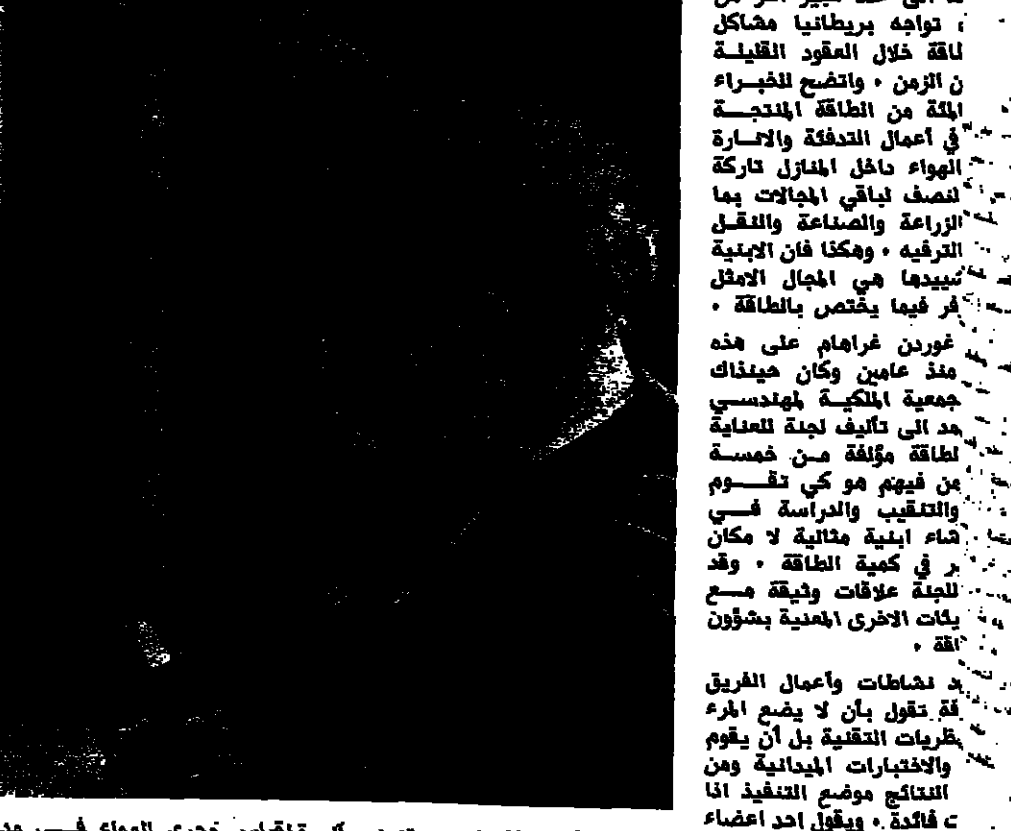 ، تواجه بريطانيا مشاكل
لاقة خلال العقود القليلة
ن الزمن . واتضح للخبراء
المئة من الطاقة المنتجة
في أعمال التدفئة والانارة
الهواء داخل المنازل تاركة
لنصف لباقي المجالات بما
الزراعة والصناعة والنقل
الترفيه . وهكذا فان الابنية
شييدها هي المجال الامثل
فر فيما يختص بالطاقة .
غوردن غراهام على هذه
منذ عامين وكان حينذاك
جمعية الملكية لمهندسي
مد الى تأليف لجنة للعناية
لطاقة مؤلفة من خمسة
من فيهم هو كي تقوم
والتنقيب والدراسة في
شاء ابنية مثالية لا مكان
ر في كمية الطاقة . وقد
للجنة علاقات وثيقة مع
يئات الاخرى المعنية بشؤون
اقة .
د نشاطات وأعمال الفريق
فة تقول بأن لا يضع المرء
ظريات التقنية بل أن يقوم
والاختبارات الميدانية ومن
النتائج موضع التنفيذ اذا
ت فائدة . ويقول احد اعضاء
الهواء في